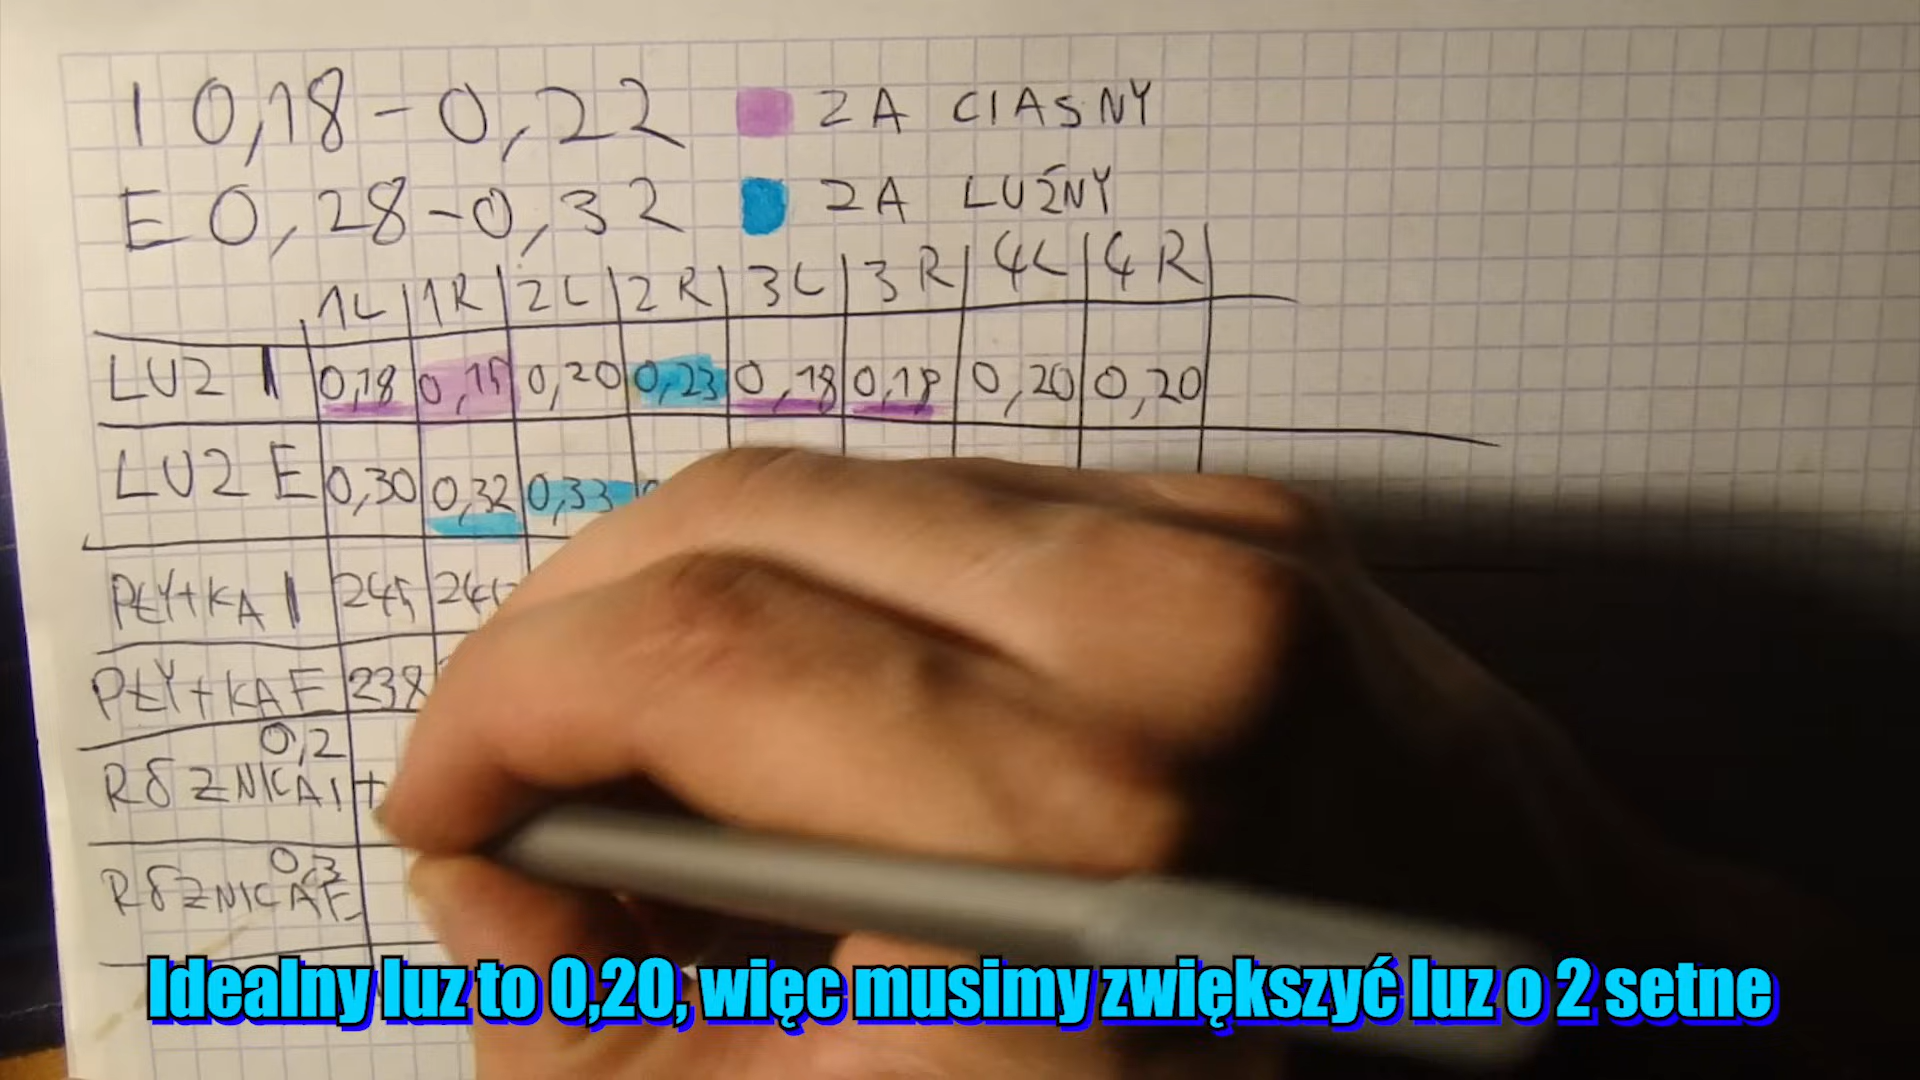 I 0,18-0,22 ZA CIASNY
E 0,28-0,32 ZA LUŹNY
1L 1R 2L 2R 3L 3R 4L 4R
LUZ I 0,18 0,15 0,20 0,23 0,18 0,18 0,20 0,20
LUZ E 0,30 0,32 0,33
PŁYTKA I 245
PŁYTKA E 238
0,2
RÓŻNICA I +
0,3
RÓŻNICA E
Idealny luz to 0,20, więc musimy zwiększyć luz o 2 setne